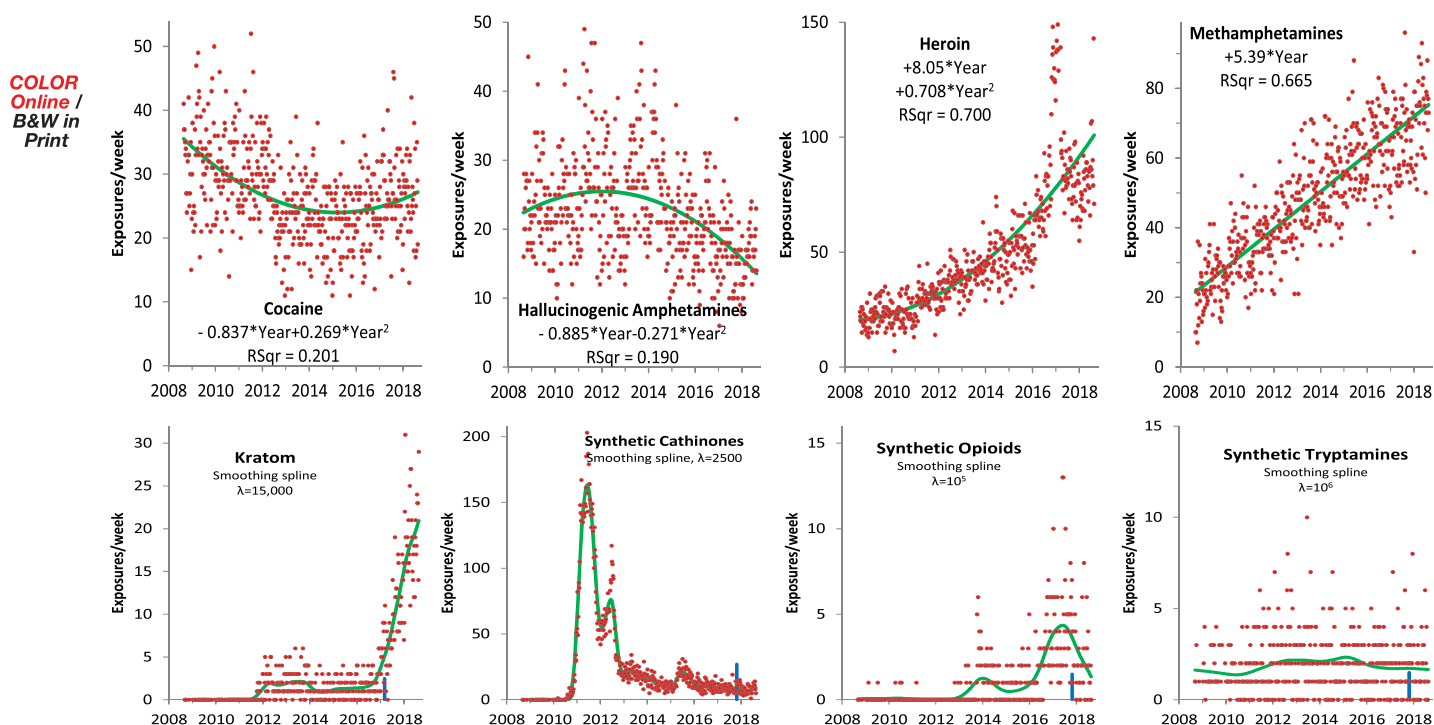 COLOR
Online /
B&W in
Print
Exposures/week
50
40
30
20
10
0
Cocaine
- 0.837*Year+0.269*Year²
RSqr = 0.201
2008 2010 2012 2014 2016 2018
Exposures/week
50
40
30
20
10
0
Hallucinogenic Amphetamines
- 0.885*Year-0.271*Year²
RSqr = 0.190
2008 2010 2012 2014 2016 2018
Exposures/week
150
100
50
0
Heroin
+8.05*Year
+0.708*Year²
RSqr = 0.700
2008 2010 2012 2014 2016 2018
Exposures/week
80
60
40
20
0
Methamphetamines
+5.39*Year
RSqr = 0.665
2008 2010 2012 2014 2016 2018
Exposures/week
30
25
20
15
10
5
0
Kratom
Smoothing spline
λ=15,000
2008 2010 2012 2014 2016 2018
Exposures/week
200
150
100
50
0
Synthetic Cathinones
Smoothing spline, λ=2500
2008 2010 2012 2014 2016 2018
Exposures/week
15
10
5
0
Synthetic Opioids
Smoothing spline
λ=10⁵
2008 2010 2012 2014 2016 2018
Exposures/week
15
10
5
0
Synthetic Tryptamines
Smoothing spline
λ=10⁶
2008 2010 2012 2014 2016 2018